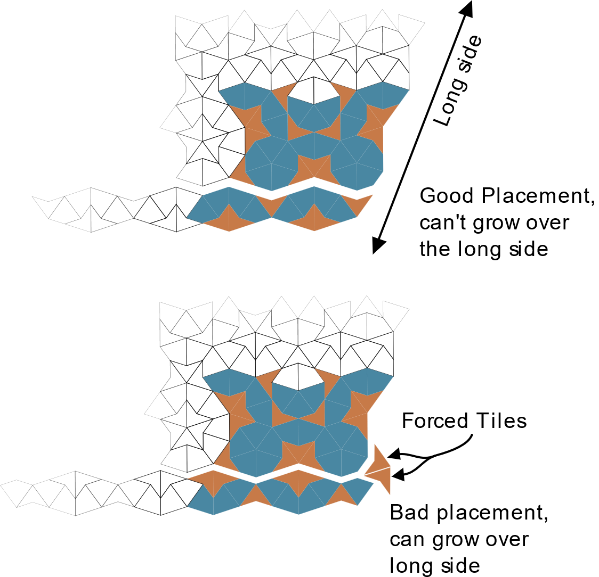 Long side
Good Placement,
can't grow over
the long side
Forced Tiles
Bad placement,
can grow over
long side